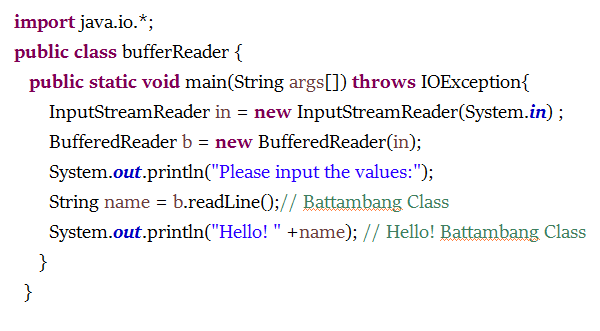 import java.io.*;
public class bufferReader {
public static void main(String args[]) throws IOException{
InputStreamReader in = new InputStreamReader(System.in) ;
BufferedReader b = new BufferedReader(in);
System.out.println("Please input the values:");
String name = b.readLine();// Battambang Class
System.out.println("Hello! " +name); // Hello! Battambang Class
}
}